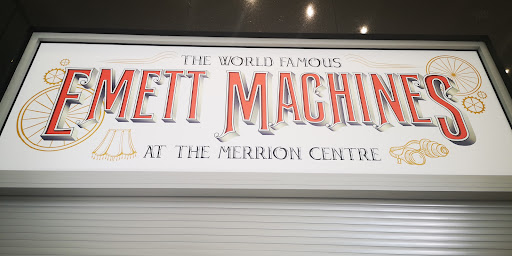 THE WORLD FAMOUS
EMETT MACHINES
AT THE MERRION CENTRE